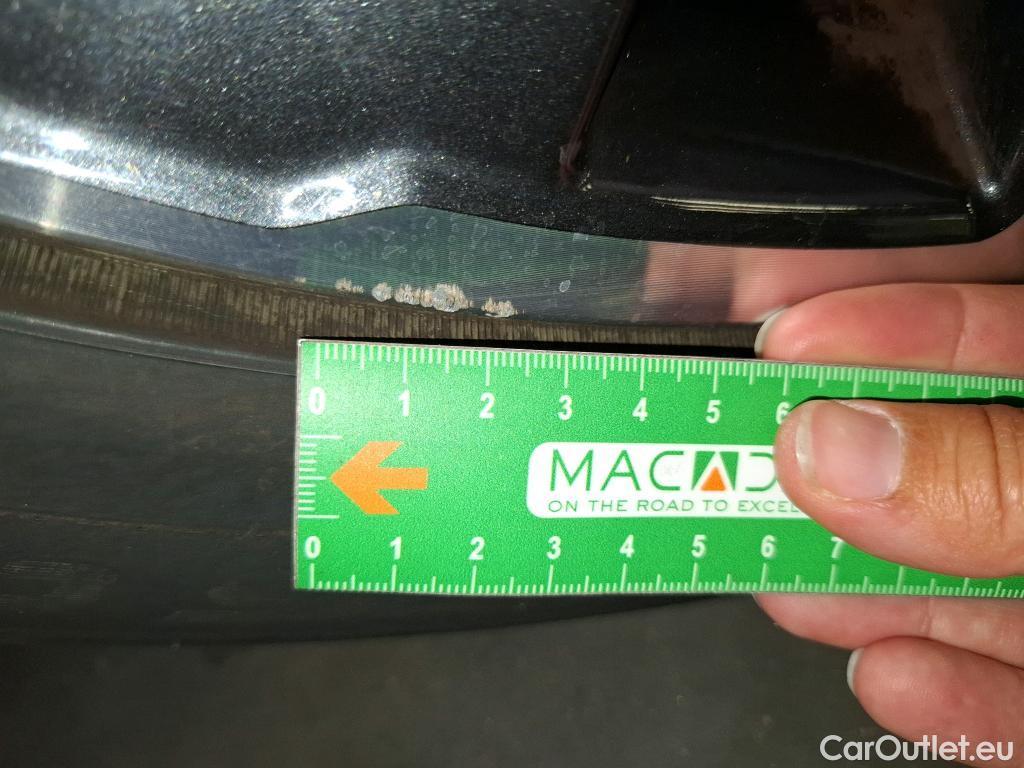 0 1 2 3 4 5 6
MACAD
ON THE ROAD TO EXCEL
0 1 2 3 4 5 6 7
CarOutlet.eu